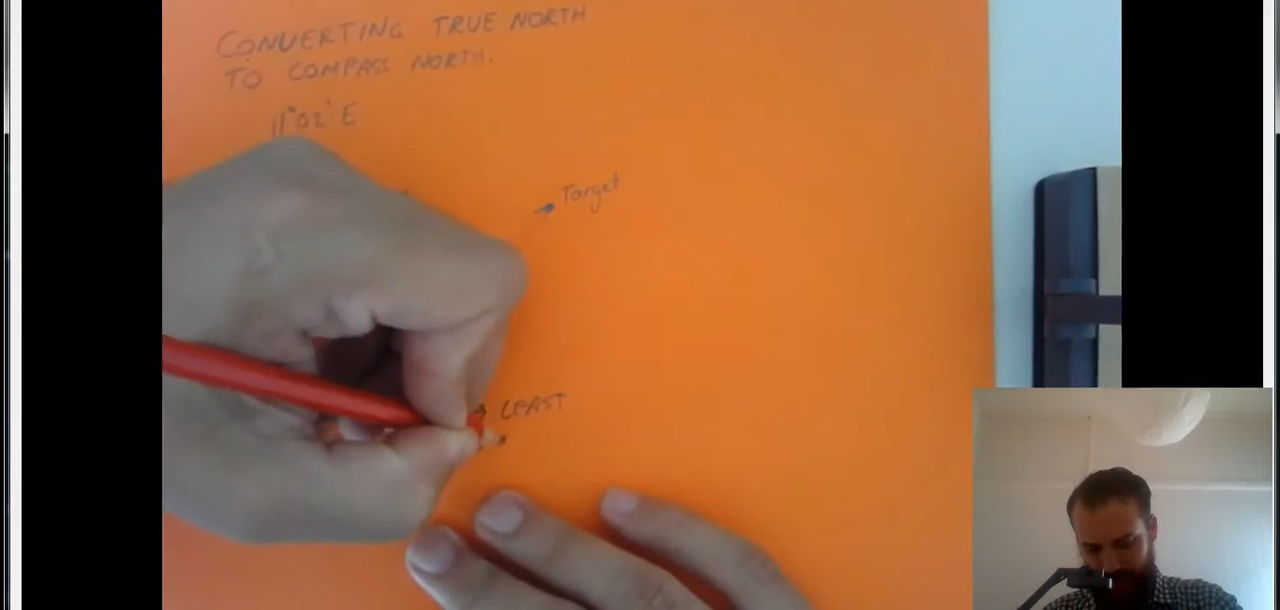 CONVERTING TRUE NORTH
TO COMPASS NORTH.
11°02' E
Target
LEAST